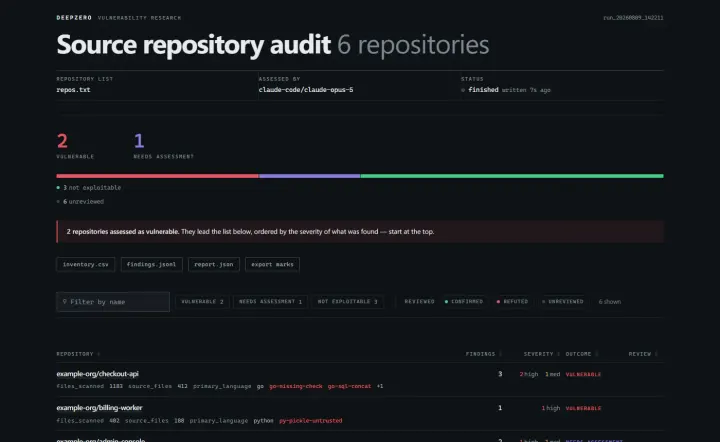 DEEPZERO VULNERABILITY RESEARCH
run_20260809_142211
Source repository audit 6 repositories
REPOSITORY LIST ASSESSED BY STATUS
repos.txt claude-code/claude-opus-5 finished written 7s ago
2 1
VULNERABLE NEEDS ASSESSMENT
3 not exploitable
6 unreviewed
2 repositories assessed as vulnerable. They lead the list below, ordered by the severity of what was found — start at the top.
inventory.csv findings.jsonl report.json export marks
Filter by name VULNERABLE 2 NEEDS ASSESSMENT 1 NOT EXPLOITABLE 3 REVIEWED CONFIRMED REFUTED UNREVIEWED 6 shown
REPOSITORY FINDINGS SEVERITY OUTCOME REVIEW
example-org/checkout-api 3 2 high 1 med VULNERABLE
files_scanned 1183 source_files 412 primary_language go go-missing-check go-sql-concat +1
example-org/billing-worker 1 1 high VULNERABLE
files_scanned 402 source_files 188 primary_language python py-pickle-untrusted
example-org/admin-console